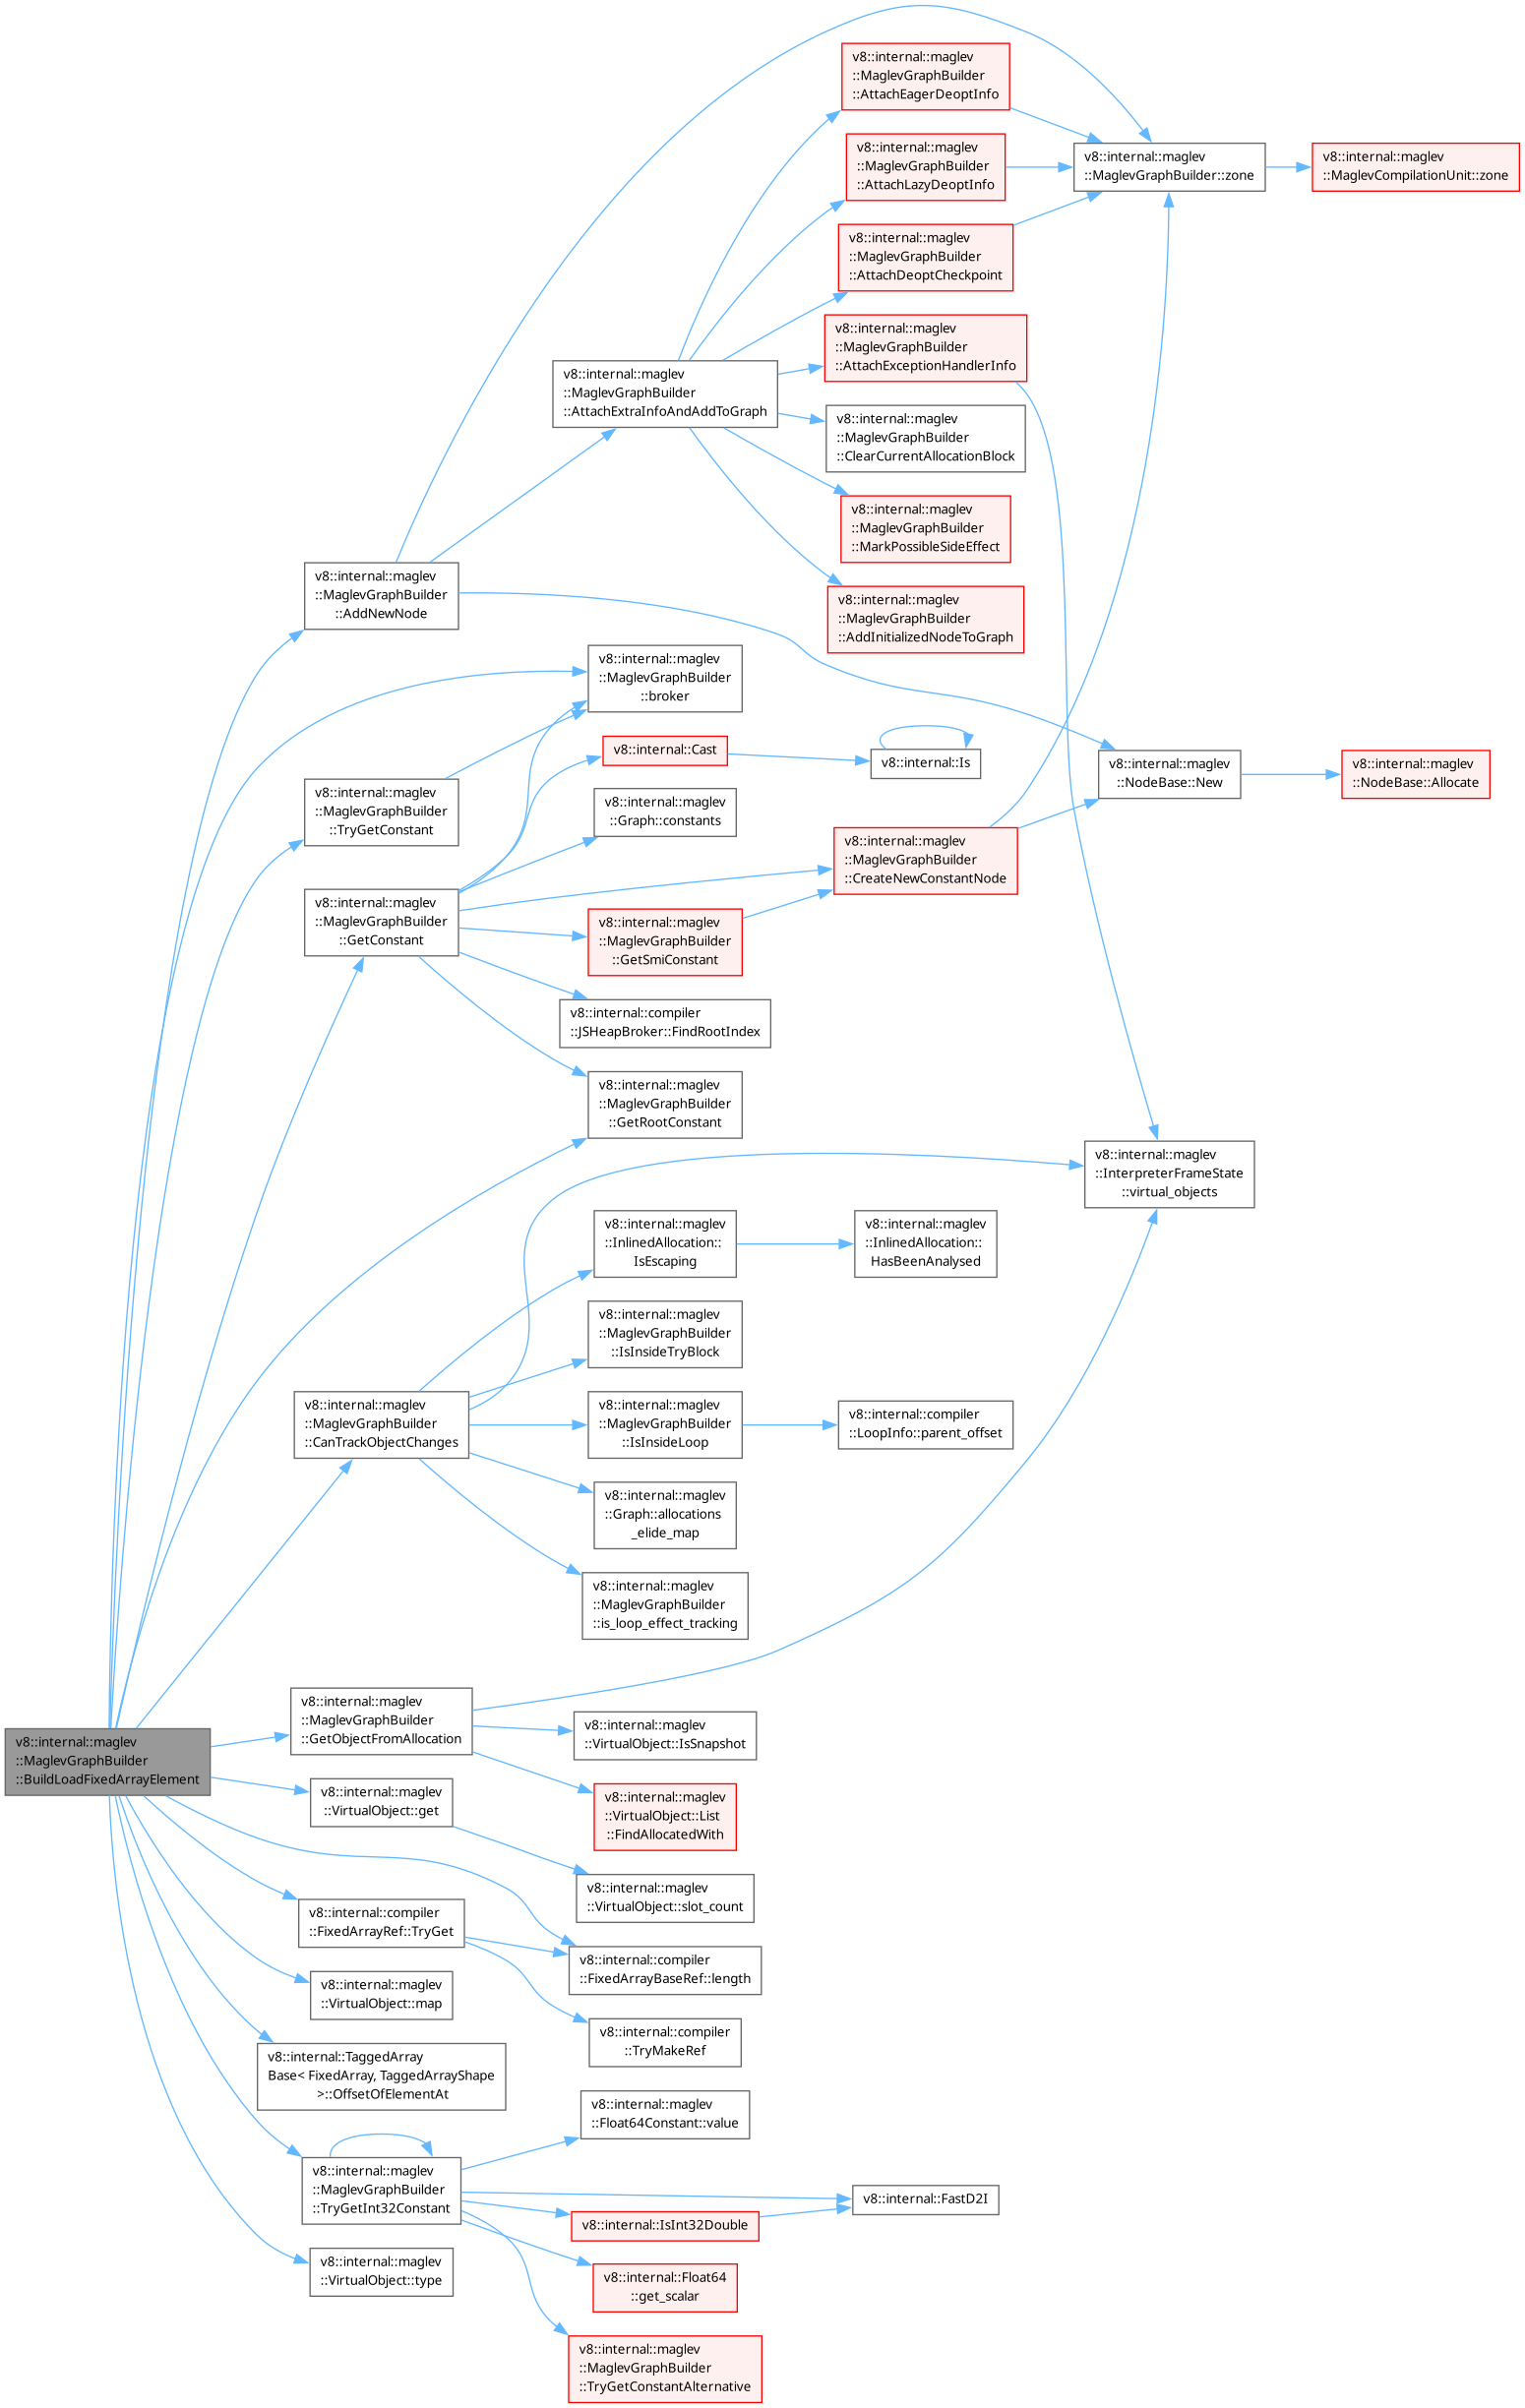 v8::internal::maglev
::MaglevGraphBuilder
::AttachEagerDeoptInfo
v8::internal::maglev
::MaglevGraphBuilder
::AttachLazyDeoptInfo
v8::internal::maglev
::MaglevGraphBuilder::zone
v8::internal::maglev
::MaglevCompilationUnit::zone
v8::internal::maglev
::MaglevGraphBuilder
::AttachDeoptCheckpoint
v8::internal::maglev
::MaglevGraphBuilder
::AttachExceptionHandlerInfo
v8::internal::maglev
::MaglevGraphBuilder
::AttachExtraInfoAndAddToGraph
v8::internal::maglev
::MaglevGraphBuilder
::ClearCurrentAllocationBlock
v8::internal::maglev
::MaglevGraphBuilder
::MarkPossibleSideEffect
v8::internal::maglev
::MaglevGraphBuilder
::AddNewNode
v8::internal::maglev
::MaglevGraphBuilder
::AddInitializedNodeToGraph
v8::internal::maglev
::MaglevGraphBuilder
::broker
v8::internal::Cast
v8::internal::Is
v8::internal::maglev
::NodeBase::New
v8::internal::maglev
::NodeBase::Allocate
v8::internal::maglev
::MaglevGraphBuilder
::TryGetConstant
v8::internal::maglev
::Graph::constants
v8::internal::maglev
::MaglevGraphBuilder
::CreateNewConstantNode
v8::internal::maglev
::MaglevGraphBuilder
::GetConstant
v8::internal::maglev
::MaglevGraphBuilder
::GetSmiConstant
v8::internal::compiler
::JSHeapBroker::FindRootIndex
v8::internal::maglev
::MaglevGraphBuilder
::GetRootConstant
v8::internal::maglev
::InterpreterFrameState
::virtual_objects
v8::internal::maglev
::InlinedAllocation::
IsEscaping
v8::internal::maglev
::InlinedAllocation::
HasBeenAnalysed
v8::internal::maglev
::MaglevGraphBuilder
::IsInsideTryBlock
v8::internal::maglev
::MaglevGraphBuilder
::CanTrackObjectChanges
v8::internal::maglev
::MaglevGraphBuilder
::IsInsideLoop
v8::internal::compiler
::LoopInfo::parent_offset
v8::internal::maglev
::Graph::allocations
_elide_map
v8::internal::maglev
::MaglevGraphBuilder
::is_loop_effect_tracking
v8::internal::maglev
::MaglevGraphBuilder
::BuildLoadFixedArrayElement
v8::internal::maglev
::MaglevGraphBuilder
::GetObjectFromAllocation
v8::internal::maglev
::VirtualObject::IsSnapshot
v8::internal::maglev
::VirtualObject::get
v8::internal::maglev
::VirtualObject::List
::FindAllocatedWith
v8::internal::maglev
::VirtualObject::slot_count
v8::internal::compiler
::FixedArrayRef::TryGet
v8::internal::compiler
::FixedArrayBaseRef::length
v8::internal::maglev
::VirtualObject::map
v8::internal::compiler
::TryMakeRef
v8::internal::TaggedArray
Base< FixedArray, TaggedArrayShape
>::OffsetOfElementAt
v8::internal::maglev
::Float64Constant::value
v8::internal::maglev
::MaglevGraphBuilder
::TryGetInt32Constant
v8::internal::FastD2I
v8::internal::IsInt32Double
v8::internal::maglev
::VirtualObject::type
v8::internal::Float64
::get_scalar
v8::internal::maglev
::MaglevGraphBuilder
::TryGetConstantAlternative